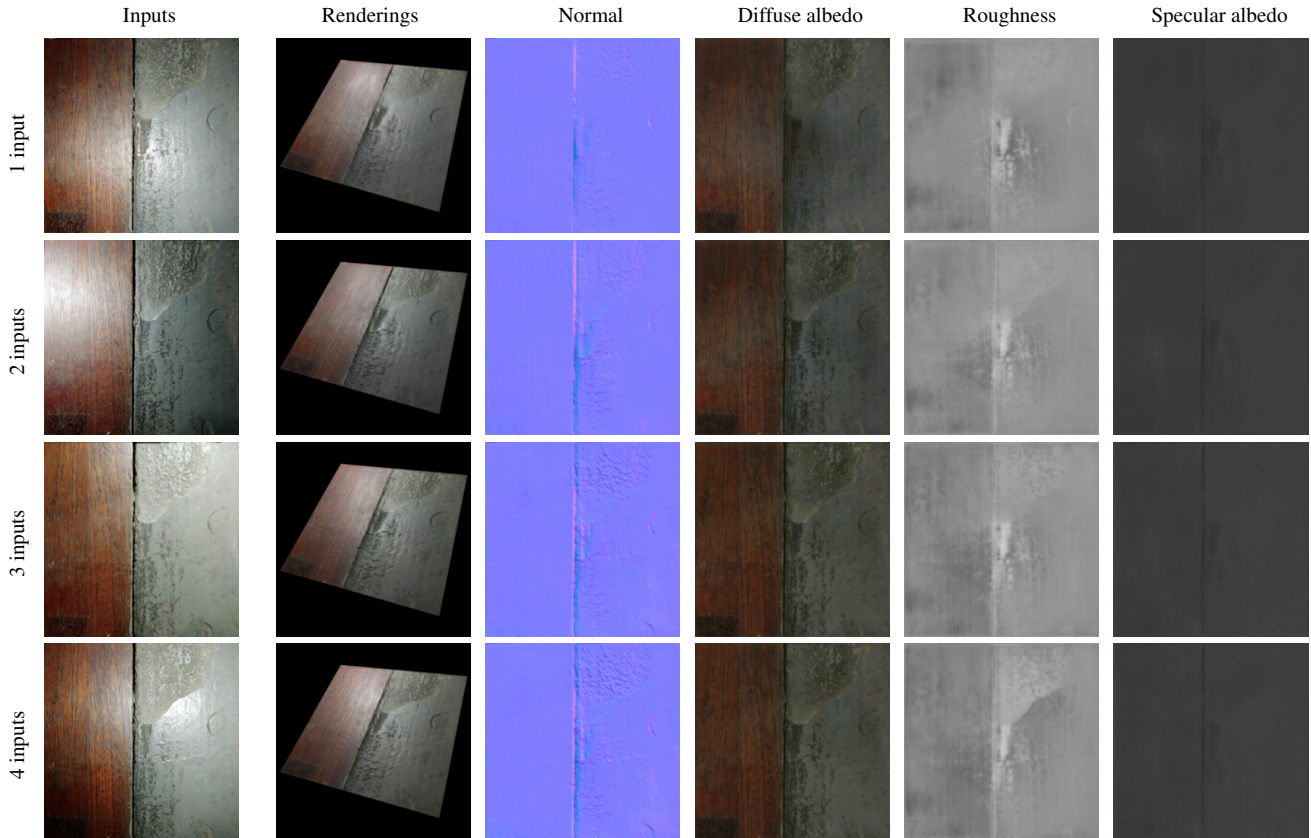 Inputs Renderings Normal Diffuse albedo Roughness Specular albedo
1 input
2 inputs
3 inputs
4 inputs